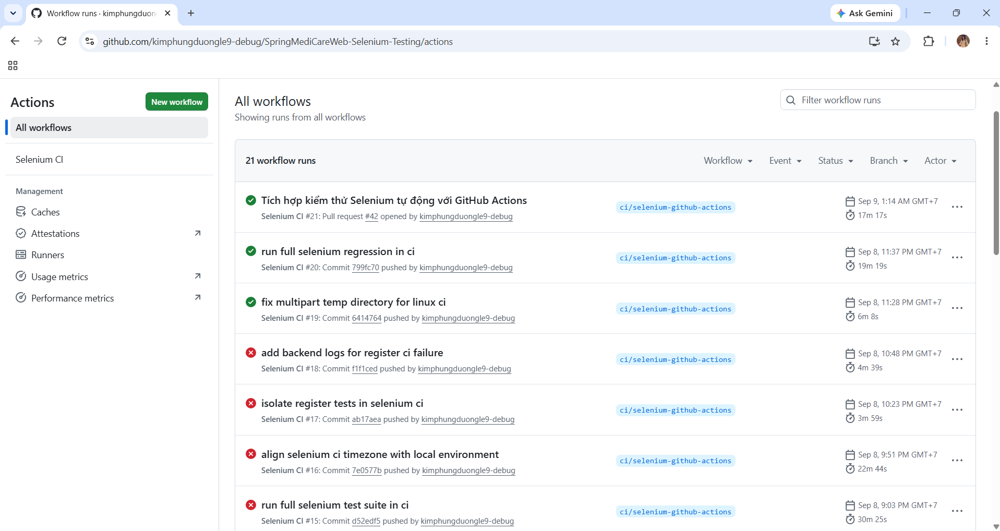 Workflow runs · kimphungduon
Ask Gemini
github.com/kimphungduongle9-debug/SpringMediCareWeb-Selenium-Testing/actions
Actions
New workflow
All workflows
Selenium CI
Management
Caches
Attestations
Runners
Usage metrics
Performance metrics
All workflows
Showing runs from all workflows
Filter workflow runs
21 workflow runs
Workflow
Event
Status
Branch
Actor
Tích hợp kiểm thử Selenium tự động với GitHub Actions
Selenium CI #21: Pull request #42 opened by kimphungduongle9-debug
ci/selenium-github-actions
Sep 9, 1:14 AM GMT+7
17m 17s
run full selenium regression in ci
Selenium CI #20: Commit 799fc70 pushed by kimphungduongle9-debug
ci/selenium-github-actions
Sep 8, 11:37 PM GMT+7
19m 19s
fix multipart temp directory for linux ci
Selenium CI #19: Commit 6414764 pushed by kimphungduongle9-debug
ci/selenium-github-actions
Sep 8, 11:28 PM GMT+7
6m 8s
add backend logs for register ci failure
Selenium CI #18: Commit f1f1ced pushed by kimphungduongle9-debug
ci/selenium-github-actions
Sep 8, 10:48 PM GMT+7
4m 39s
isolate register tests in selenium ci
Selenium CI #17: Commit ab17aea pushed by kimphungduongle9-debug
ci/selenium-github-actions
Sep 8, 10:23 PM GMT+7
3m 59s
align selenium ci timezone with local environment
Selenium CI #16: Commit 7e0577b pushed by kimphungduongle9-debug
ci/selenium-github-actions
Sep 8, 9:51 PM GMT+7
22m 44s
run full selenium test suite in ci
Selenium CI #15: Commit d52edf5 pushed by kimphungduongle9-debug
ci/selenium-github-actions
Sep 8, 9:03 PM GMT+7
30m 25s